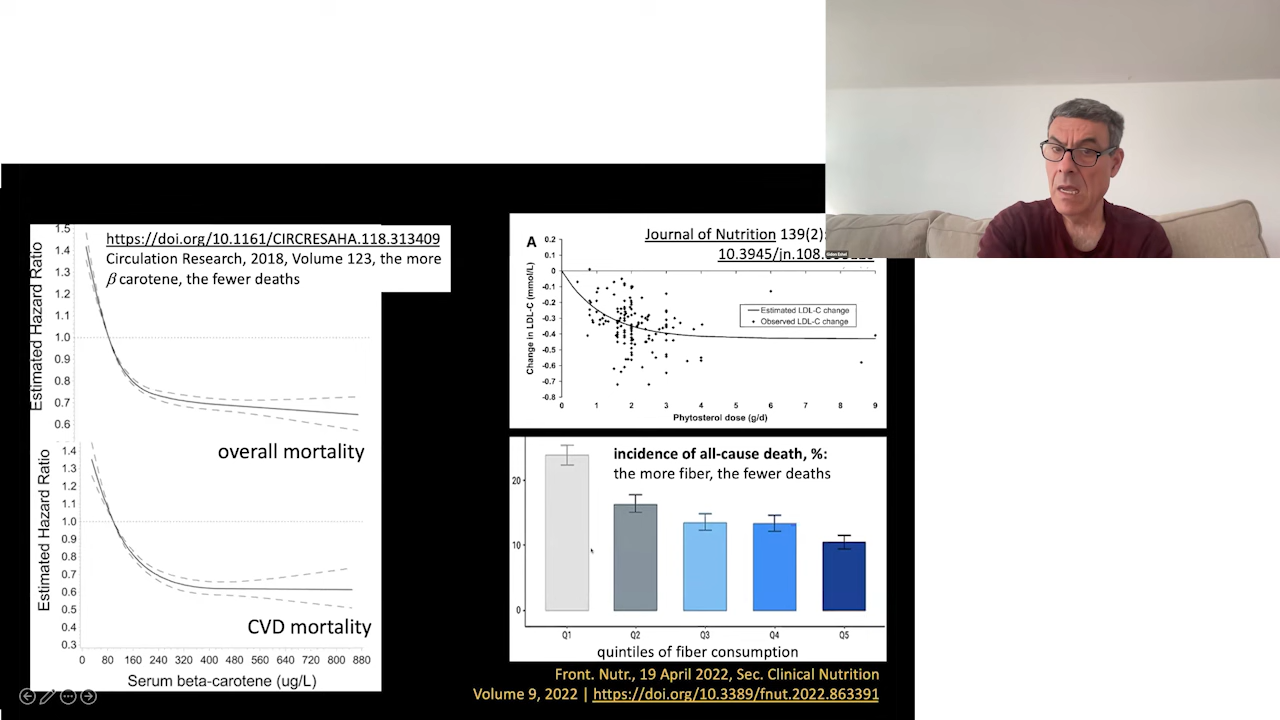 https://doi.org/10.1161/CIRCRESAHA.118.313409
Circulation Research, 2018, Volume 123, the more
β carotene, the fewer deaths
Estimated Hazard Ratio
1.5
1.4
1.3
1.2
1.1
1.0
0.9
0.8
0.7
0.6
overall mortality
Estimated Hazard Ratio
1.4
1.3
1.2
1.1
1.0
0.9
0.8
0.7
0.6
0.5
0.4
0.3
CVD mortality
0 80 160 240 320 400 480 560 640 720 800 880
Serum beta-carotene (ug/L)
A
Journal of Nutrition 139(2):
10.3945/jn.108.
Change in LDL-C (mmol/L)
0.2
0.1
0
-0.1
-0.2
-0.3
-0.4
-0.5
-0.6
-0.7
-0.8
Estimated LDL-C change
Observed LDL-C change
0 1 2 3 4 5 6 7 8 9
Phytosterol dose (g/d)
incidence of all-cause death, %:
the more fiber, the fewer deaths
20
10
0
Q1 Q2 Q3 Q4 Q5
quintiles of fiber consumption
Front. Nutr., 19 April 2022, Sec. Clinical Nutrition
Volume 9, 2022 | https://doi.org/10.3389/fnut.2022.863391